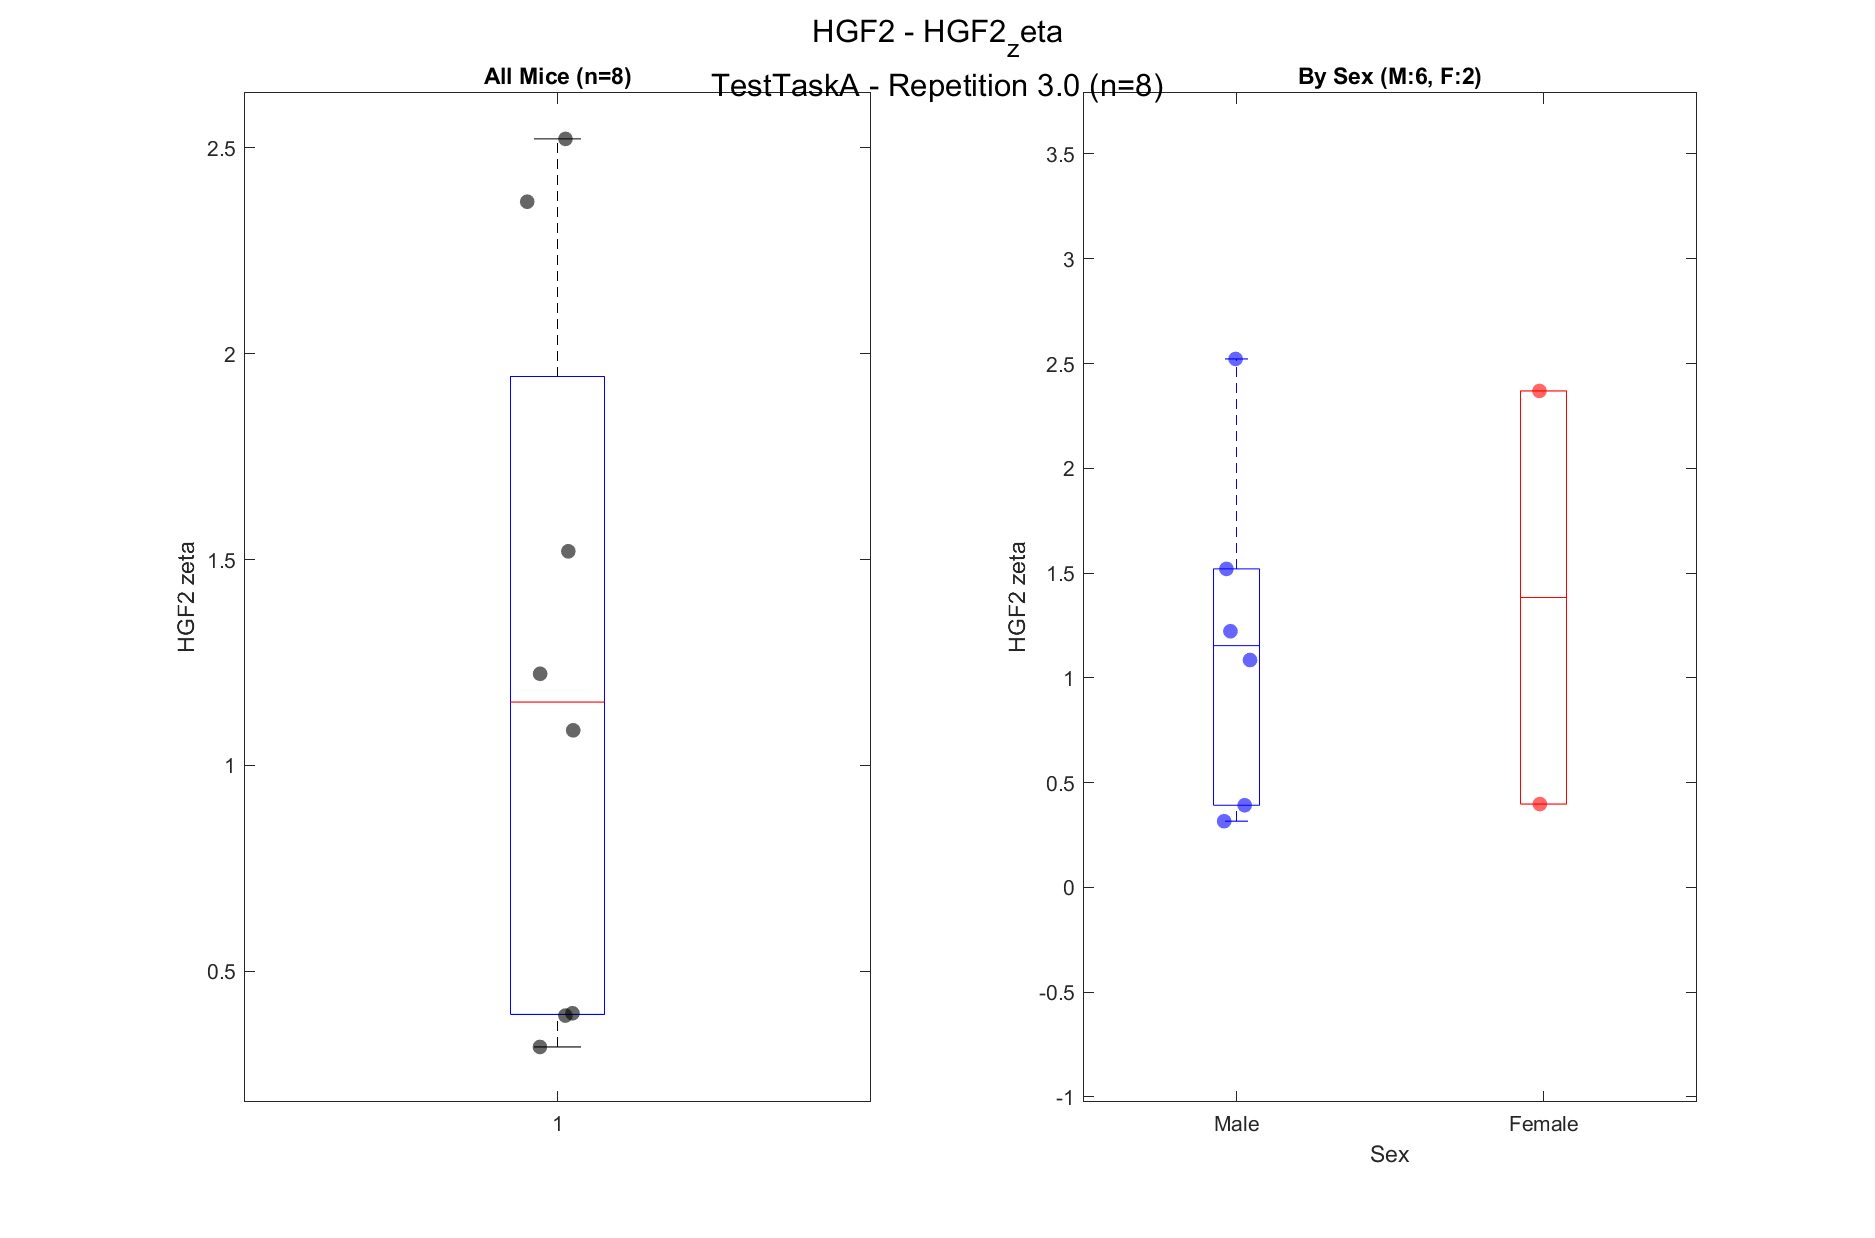 HGF2 - HGF2zeta
TestTaskA - Repetition 3.0 (n=8)
All Mice (n=8)
HGF2 zeta
2.5
2
1.5
1
0.5
1
By Sex (M:6, F:2)
HGF2 zeta
3.5
3
2.5
2
1.5
1
0.5
0
-0.5
-1
Male Female
Sex